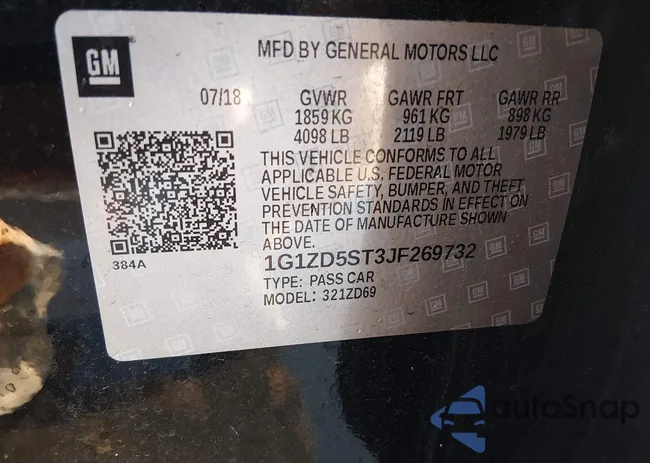 GM
MFD BY GENERAL MOTORS LLC
07/18 GVWR GAWR FRT GAWR RR
1859 KG 961 KG 898 KG
4098 LB 2119 LB 1979 LB
THIS VEHICLE CONFORMS TO ALL
APPLICABLE U.S. FEDERAL MOTOR
VEHICLE SAFETY, BUMPER, AND THEFT
PREVENTION STANDARDS IN EFFECT ON
THE DATE OF MANUFACTURE SHOWN
ABOVE.
384A
1G1ZD5ST3JF269732
TYPE: PASS CAR
MODEL: 321ZD69
autoSnap